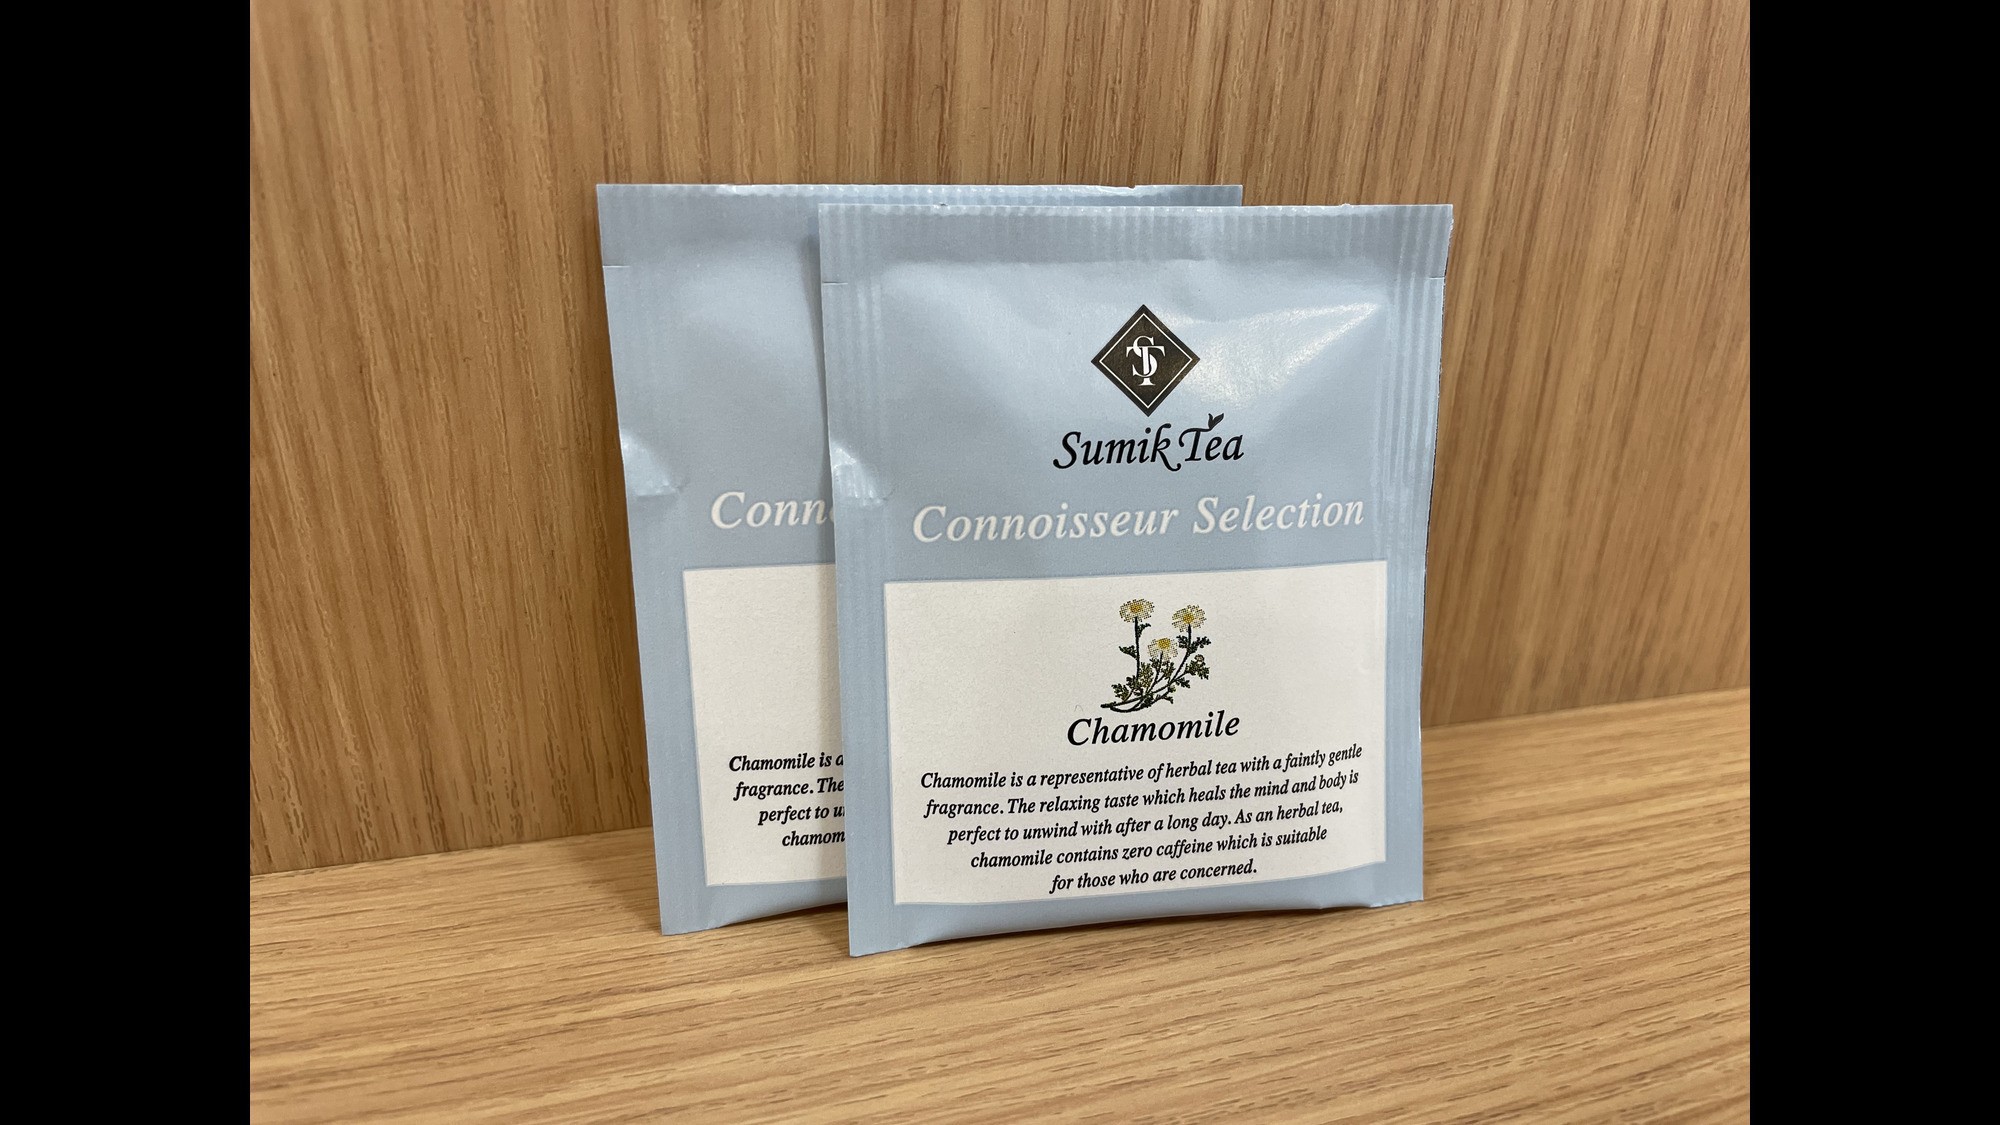 ST
Sumik Tea
Connoisseur Selection
Chamomile
Chamomile is a representative of herbal tea with a faintly gentle
fragrance. The relaxing taste which heals the mind and body is
perfect to unwind with after a long day. As an herbal tea,
chamomile contains zero caffeine which is suitable
for those who are concerned.
Conn
Chamomile is a
fragrance. The
perfect to u
chamom